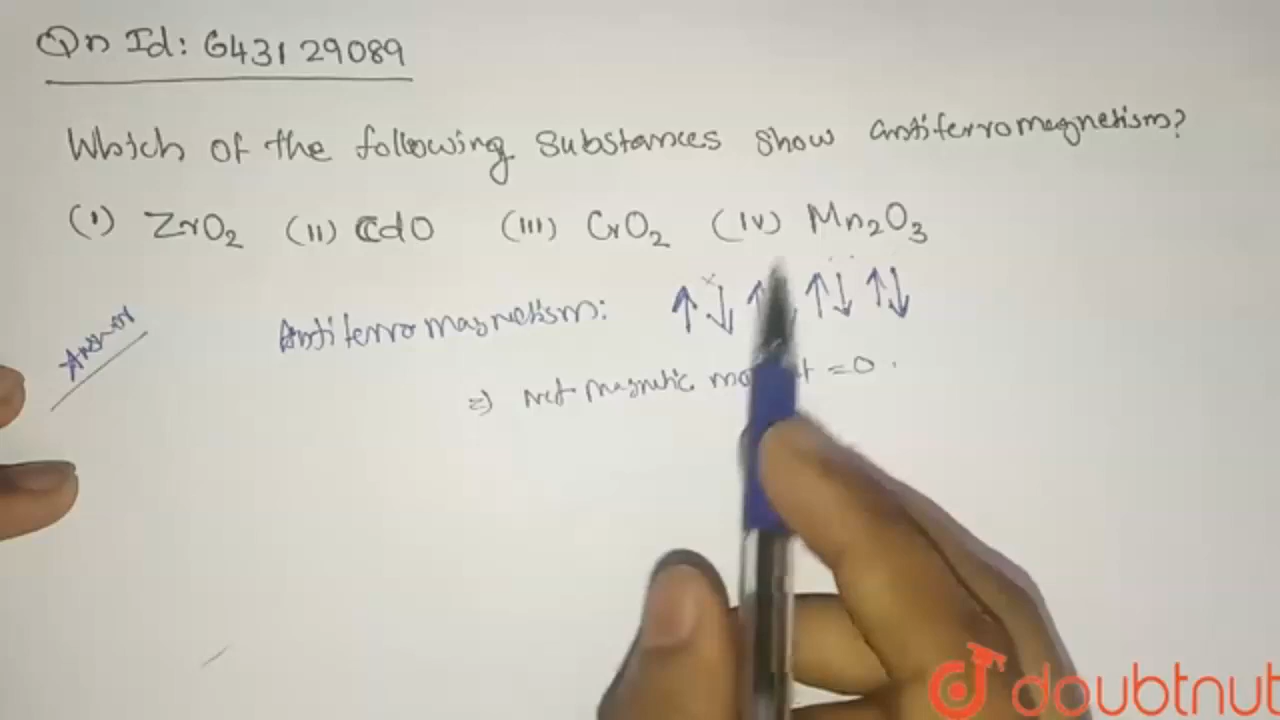 Qn Id: 643129089
Which of the following substances show antiferromagnetism?
(i) ZrO2 (ii) CdO (iii) CrO2 (iv) Mn2O3
Answer
Antiferromagnetism: ↑↓↑ ↑↓ ↑↓
=) net magnetic =0.
doubtnut